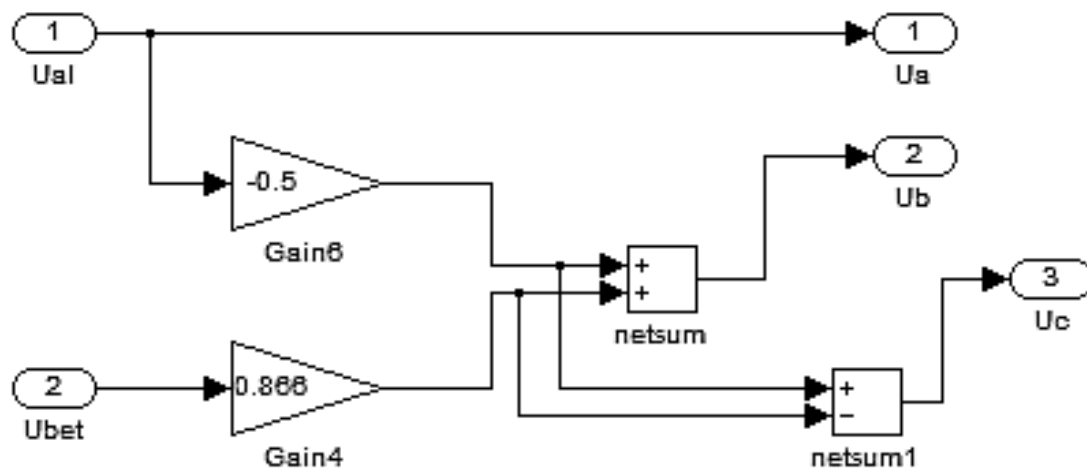 1
Ual
1
Ua
-0.5
Gain6
2
Ub
+
+
netsum
3
Uc
2
Ubet
0.866
Gain4
+
−
netsum1